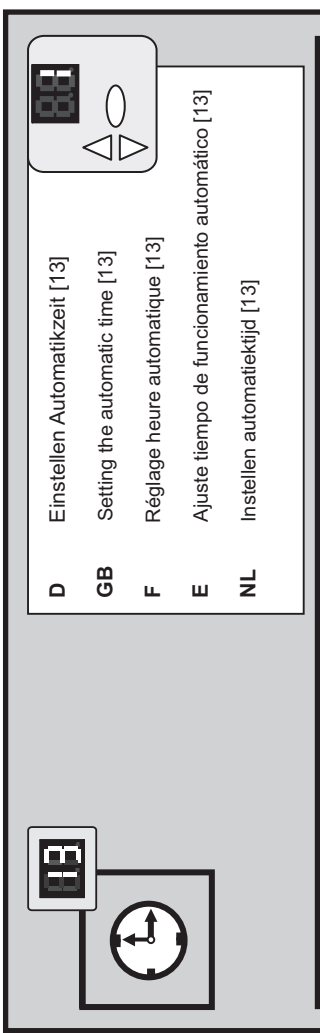 13
D Einstellen Automatikzeit [13]
GB Setting the automatic time [13]
F Réglage heure automatique [13]
E Ajuste tiempo de funcionamiento automático [13]
NL Instellen automatiektijd [13]